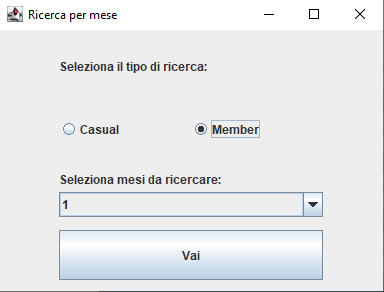 Ricerca per mese
Seleziona il tipo di ricerca:
Casual Member
Seleziona mesi da ricercare:
1
Vai